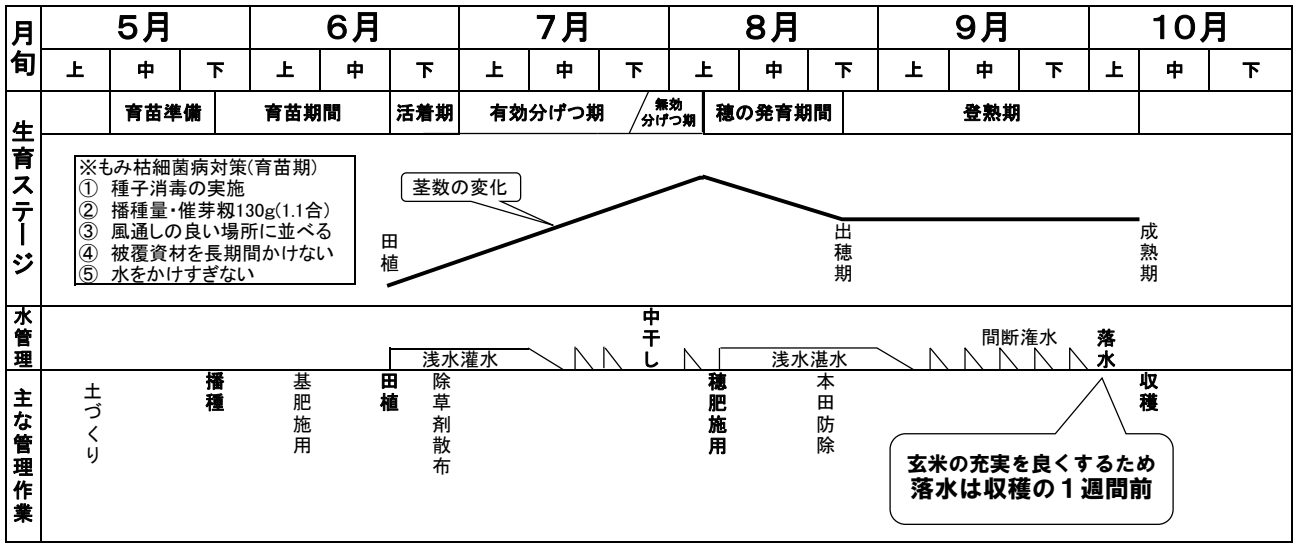 月旬
5月 6月 7月 8月 9月 10月
上 中 下 上 中 下 上 中 下 上 中 下 上 中 下 上 中 下
生育ステージ
育苗準備 育苗期間 活着期 有効分げつ期 無効分げつ期 穂の発育期間 登熟期
※もみ枯細菌病対策(育苗期)
① 種子消毒の実施
② 播種量・催芽籾130g(1.1合)
③ 風通しの良い場所に並べる
④ 被覆資材を長期間かけない
⑤ 水をかけすぎない
茎数の変化
田植
出穂期
成熟期
水管理
浅水灌水
中干し
浅水湛水
間断潅水
落水
主な管理作業
土づくり
播種
基肥施用
田植
除草剤散布
穂肥施用
本田防除
収穫
玄米の充実を良くするため
落水は収穫の1週間前